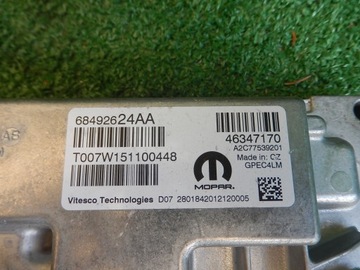 68492624AA
46347170
A2C77539201
T007W151100448
Made in: CZ
GPEC4LM
MOPAR
Vitesco Technologies D07 2801842012120005